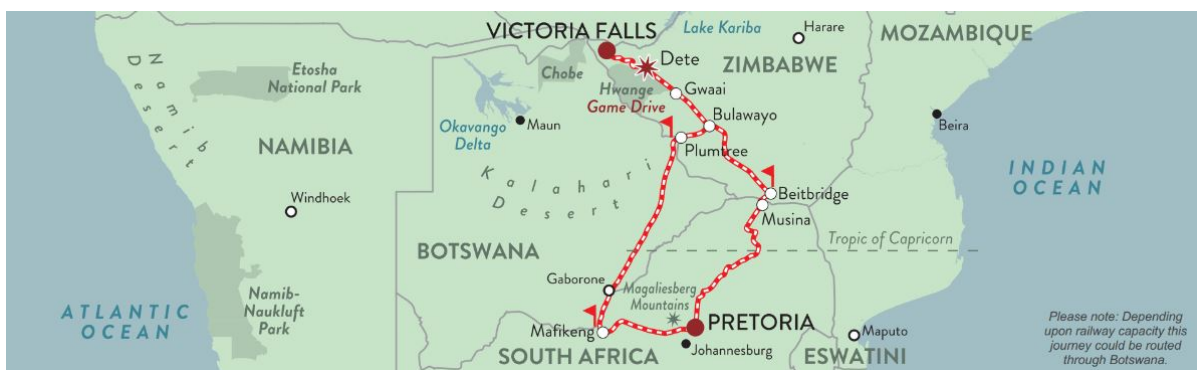 VICTORIA FALLS
Lake Kariba
Harare
MOZAMBIQUE
Namib
Desert
Etosha
National Park
Chobe
Dete
ZIMBABWE
Hwange
Game Drive
Gwaai
Okavango
Delta
Maun
Bulawayo
Beira
NAMIBIA
Plumtree
INDIAN
OCEAN
Kalahari
Desert
Windhoek
Beitbridge
Musina
BOTSWANA
Tropic of Capricorn
Gaborone
Magaliesberg
Mountains
Namib-
Naukluft
Park
ATLANTIC
OCEAN
Mafikeng
PRETORIA
SOUTH AFRICA
Johannesburg
Maputo
ESWATINI
Please note: Depending
upon railway capacity this
journey could be routed
through Botswana.